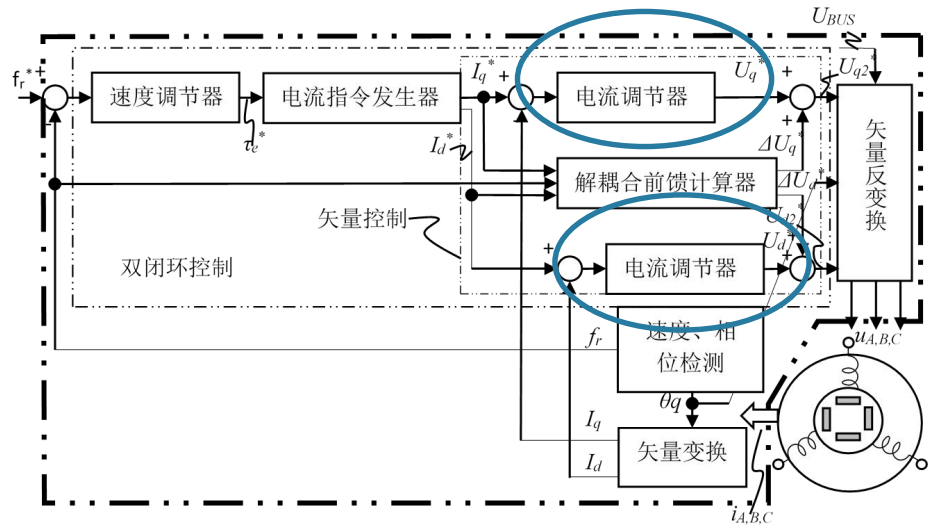 U_BUS
f_r^*
+
速度调节器
τ_e^*
电流指令发生器
I_q^*
+
电流调节器
U_q^*
+
U_q2^*
+
-
-
I_d^*
解耦合前馈计算器
ΔU_q^*
ΔU_d^*
矢量反变换
矢量控制
双闭环控制
+
电流调节器
U_d^*
U_d2^*
+
+
-
f_r
速度、相
位检测
u_A,B,C
θq
I_q
I_d
矢量变换
i_A,B,C